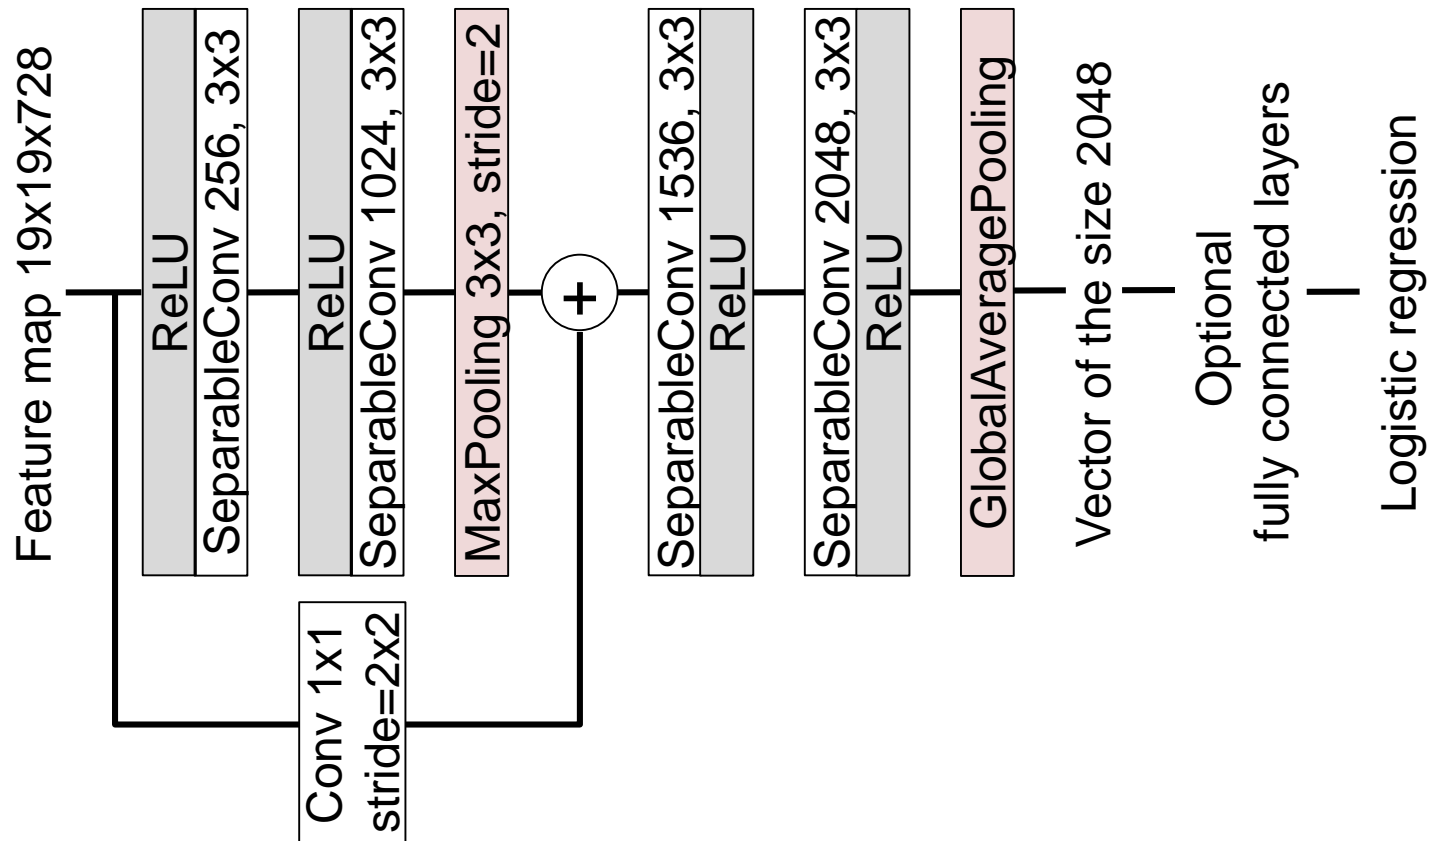 Feature map 19x19x728
ReLU
SeparableConv 256, 3x3
ReLU
SeparableConv 1024, 3x3
MaxPooling 3x3, stride=2
+
Conv 1x1
stride=2x2
SeparableConv 1536, 3x3
ReLU
SeparableConv 2048, 3x3
ReLU
GlobalAveragePooling
Vector of the size 2048
Optional
fully connected layers
Logistic regression